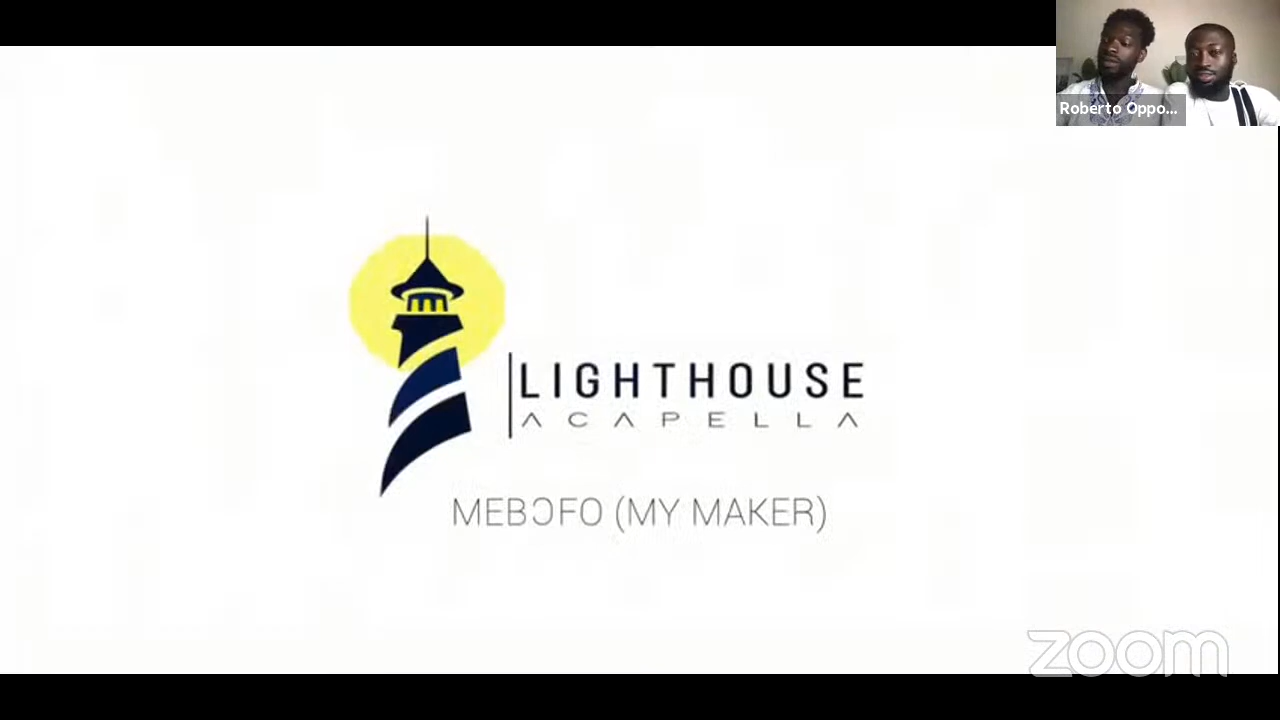 Roberto Oppo...
LIGHTHOUSE
ACAPELLA
MEBƆFO (MY MAKER)
zoom